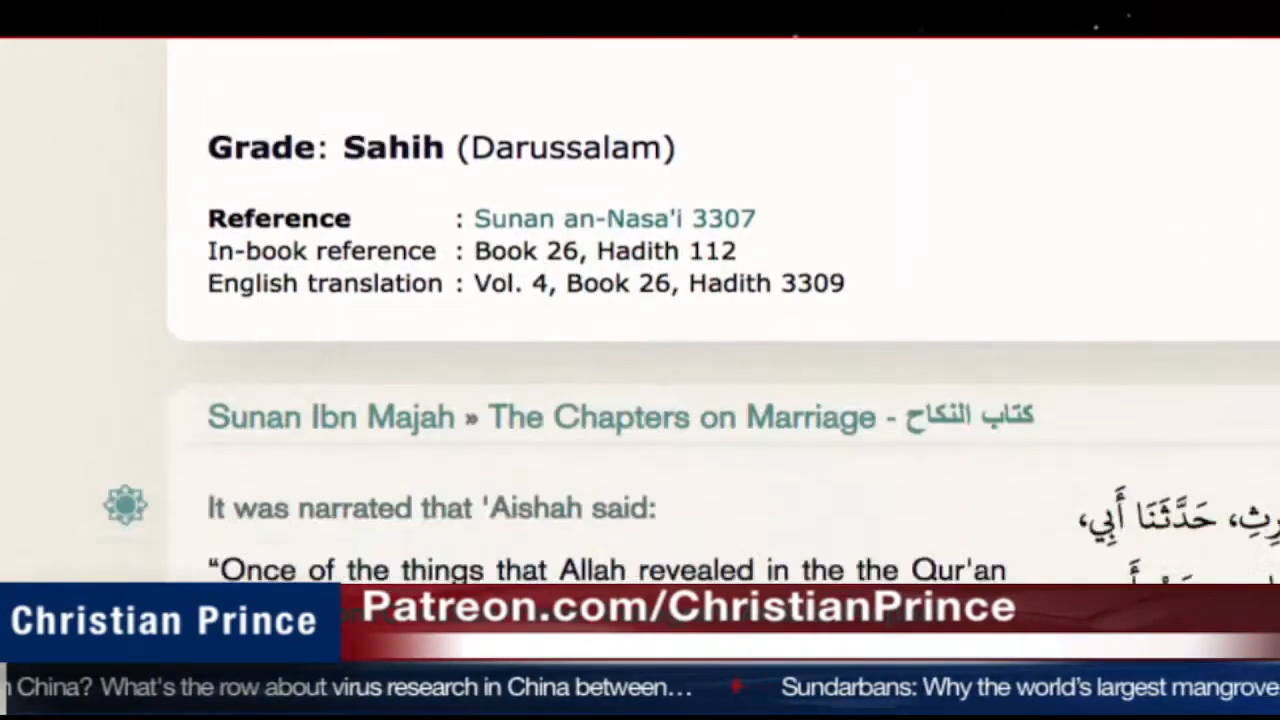 Grade: Sahih (Darussalam)
Reference : Sunan an-Nasa'i 3307
In-book reference : Book 26, Hadith 112
English translation : Vol. 4, Book 26, Hadith 3309
Sunan Ibn Majah » The Chapters on Marriage - كتاب النكاح
It was narrated that 'Aishah said:
حَدَّثَنَا أَبِي،
“Once of the things that Allah revealed in the the Qur'an
Christian Prince
Patreon.com/ChristianPrince
China? What's the row about virus research in China between... Sundarbans: Why the world's largest mangrove